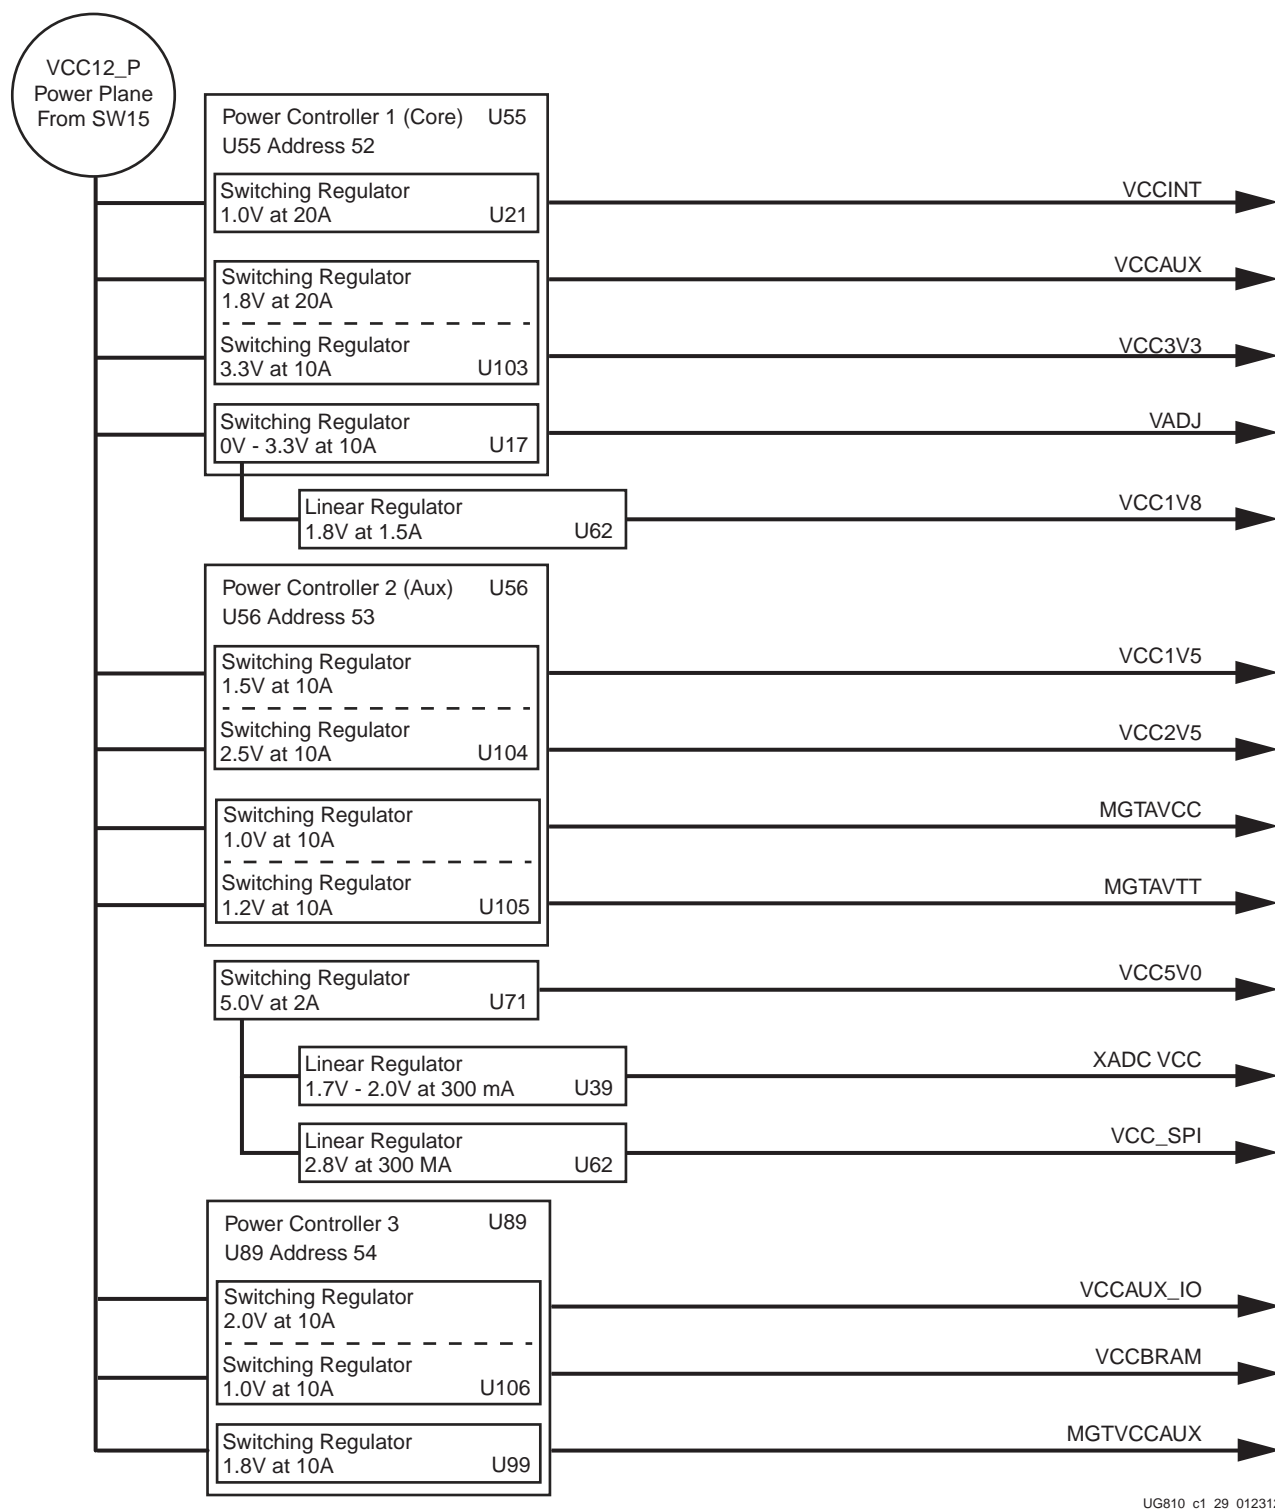 VCC12_P
Power Plane
From SW15
Power Controller 1 (Core) U55
U55 Address 52
Switching Regulator
1.0V at 20A U21
VCCINT
Switching Regulator
1.8V at 20A
VCCAUX
Switching Regulator
3.3V at 10A U103
VCC3V3
Switching Regulator
0V - 3.3V at 10A U17
VADJ
Linear Regulator
1.8V at 1.5A U62
VCC1V8
Power Controller 2 (Aux) U56
U56 Address 53
Switching Regulator
1.5V at 10A
VCC1V5
Switching Regulator
2.5V at 10A U104
VCC2V5
Switching Regulator
1.0V at 10A
MGTAVCC
Switching Regulator
1.2V at 10A U105
MGTAVTT
Switching Regulator
5.0V at 2A U71
VCC5V0
Linear Regulator
1.7V - 2.0V at 300 mA U39
XADC VCC
Linear Regulator
2.8V at 300 MA U62
VCC_SPI
Power Controller 3 U89
U89 Address 54
Switching Regulator
2.0V at 10A
VCCAUX_IO
Switching Regulator
1.0V at 10A U106
VCCBRAM
Switching Regulator
1.8V at 10A U99
MGTVCCAUX
UG810_c1_29_012312